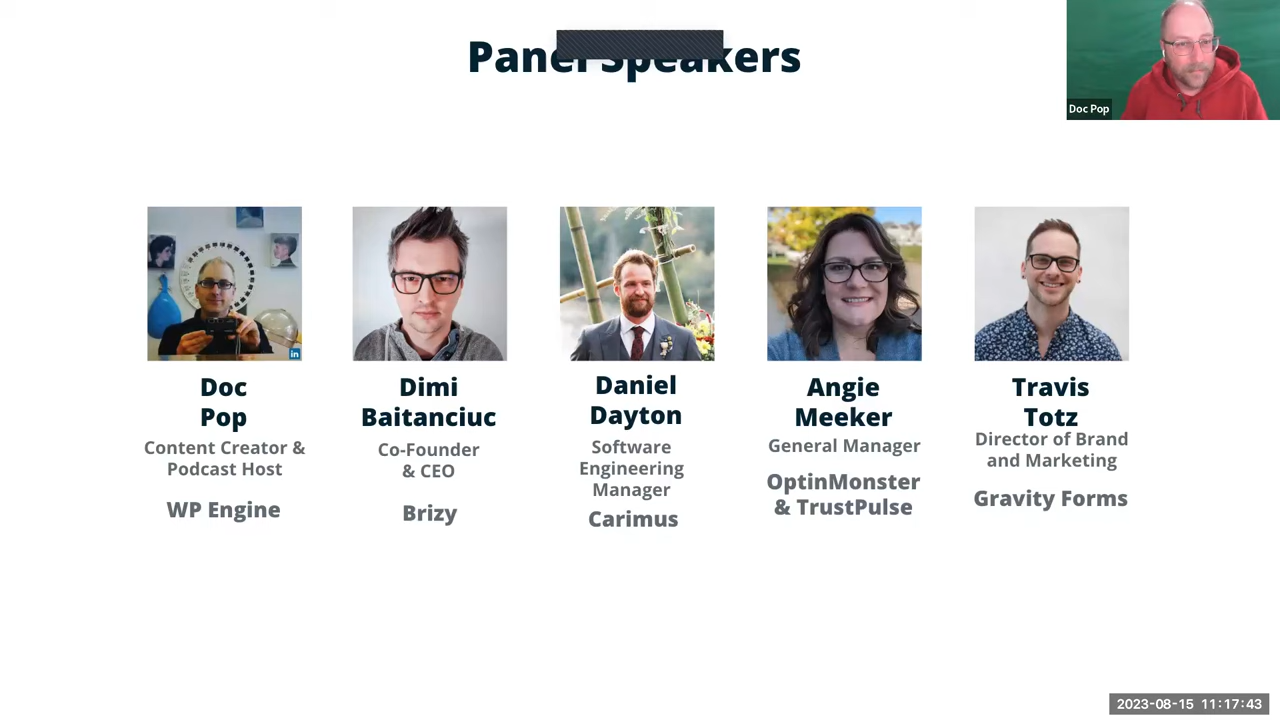 Panel Speakers
Doc Pop
Doc
Pop
Content Creator &
Podcast Host
WP Engine
Dimi
Baitanciuc
Co-Founder
& CEO
Brizy
Daniel
Dayton
Software
Engineering
Manager
Carimus
Angie
Meeker
General Manager
OptinMonster
& TrustPulse
Travis
Totz
Director of Brand
and Marketing
Gravity Forms
in
2023-08-15 11:17:43